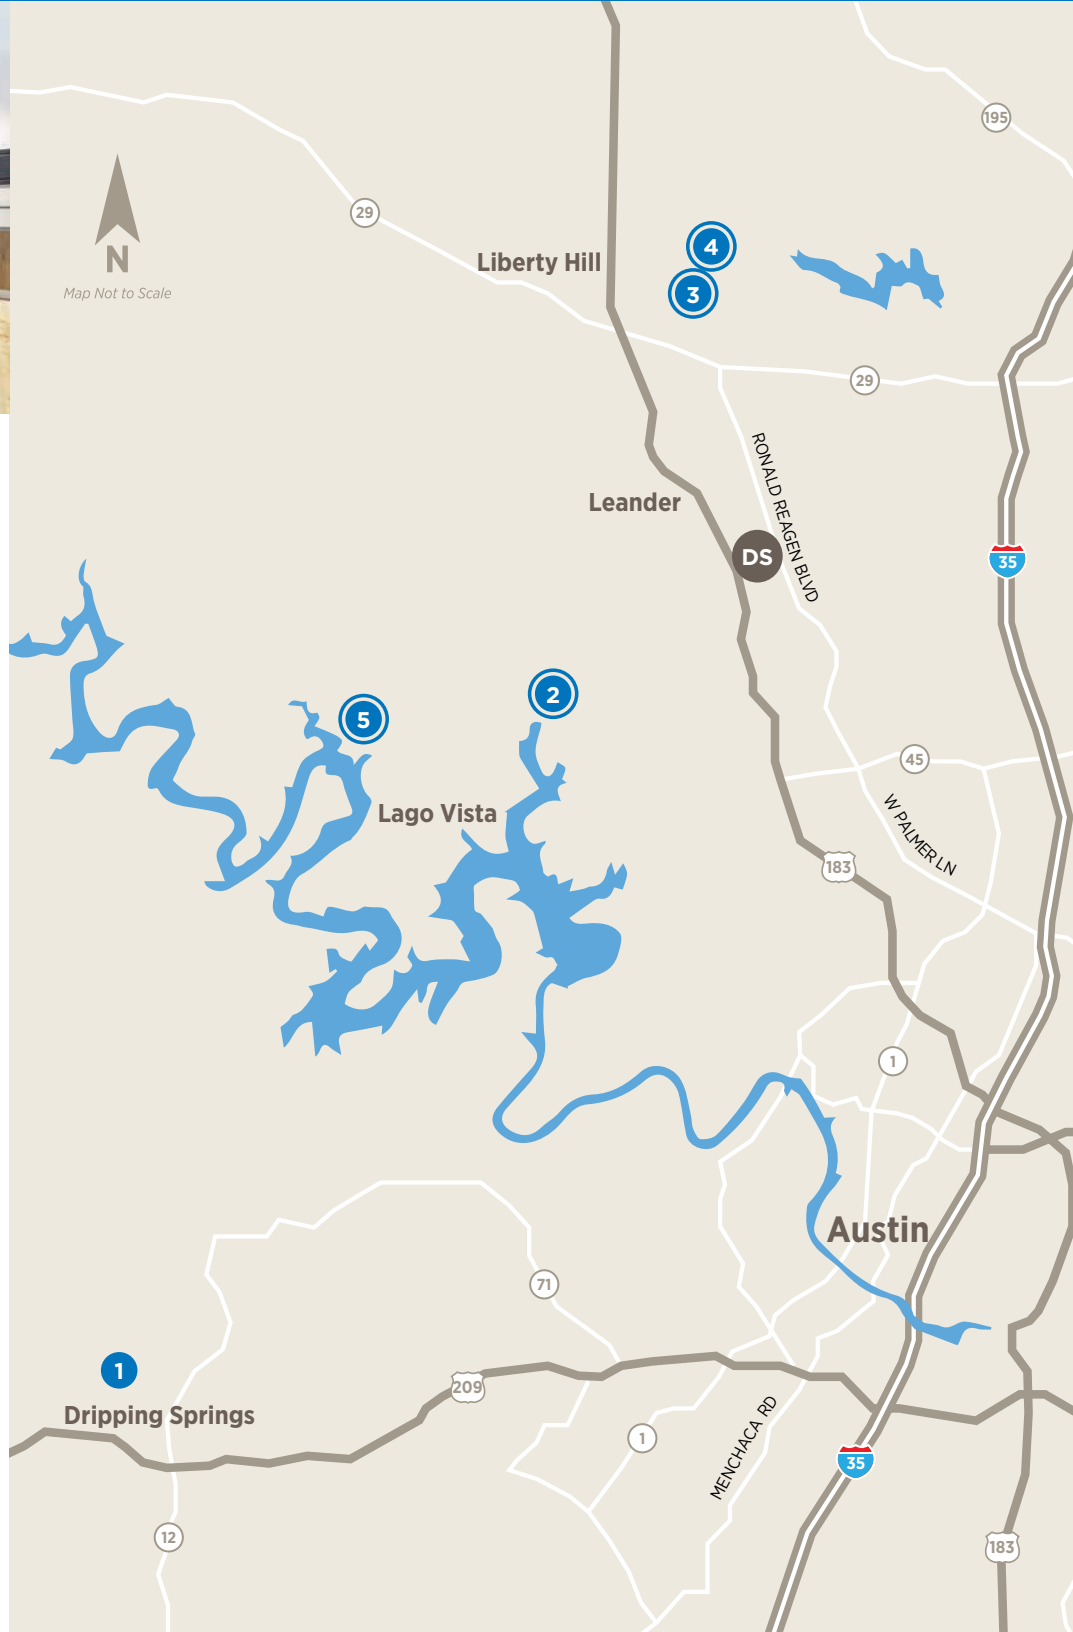 195
29
N
Map Not to Scale
Liberty Hill
4
3
29
RONALD REAGEN BLVD
Leander
DS
35
2
5
45
Lago Vista
W PALMER LN
183
1
Austin
71
1
Dripping Springs
209
MENCHACA RD
1
35
12
183